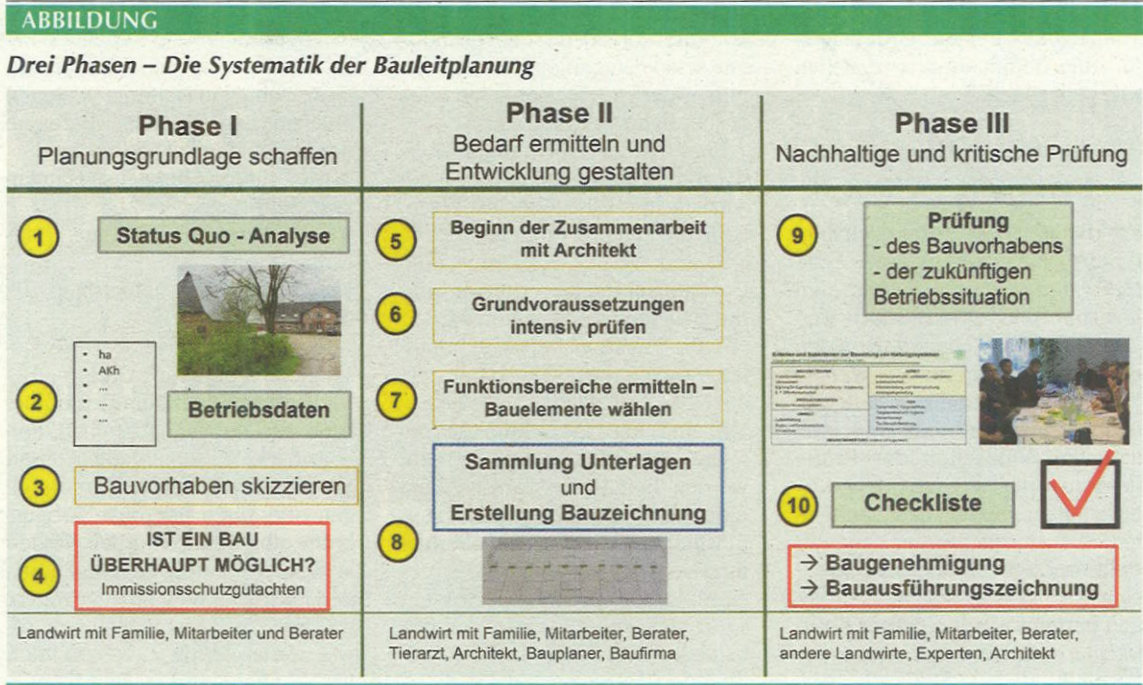 ABBILDUNG
Drei Phasen – Die Systematik der Bauleitplanung
Phase I
Planungsgrundlage schaffen
1
Status Quo - Analyse
2
• ha
• AKh
• ...
• ...
• ...
Betriebsdaten
3
Bauvorhaben skizzieren
4
IST EIN BAU
ÜBERHAUPT MÖGLICH?
Immissionsschutzgutachten
Landwirt mit Familie, Mitarbeiter und Berater
Phase II
Bedarf ermitteln und
Entwicklung gestalten
5
Beginn der Zusammenarbeit
mit Architekt
6
Grundvoraussetzungen
intensiv prüfen
7
Funktionsbereiche ermitteln –
Bauelemente wählen
8
Sammlung Unterlagen
und
Erstellung Bauzeichnung
Landwirt mit Familie, Mitarbeiter, Berater,
Tierarzt, Architekt, Bauplaner, Baufirma
Phase III
Nachhaltige und kritische Prüfung
9
Prüfung
- des Bauvorhabens
- der zukünftigen
Betriebssituation
10
Checkliste
→ Baugenehmigung
→ Bauausführungszeichnung
Landwirt mit Familie, Mitarbeiter, Berater,
andere Landwirte, Experten, Architekt